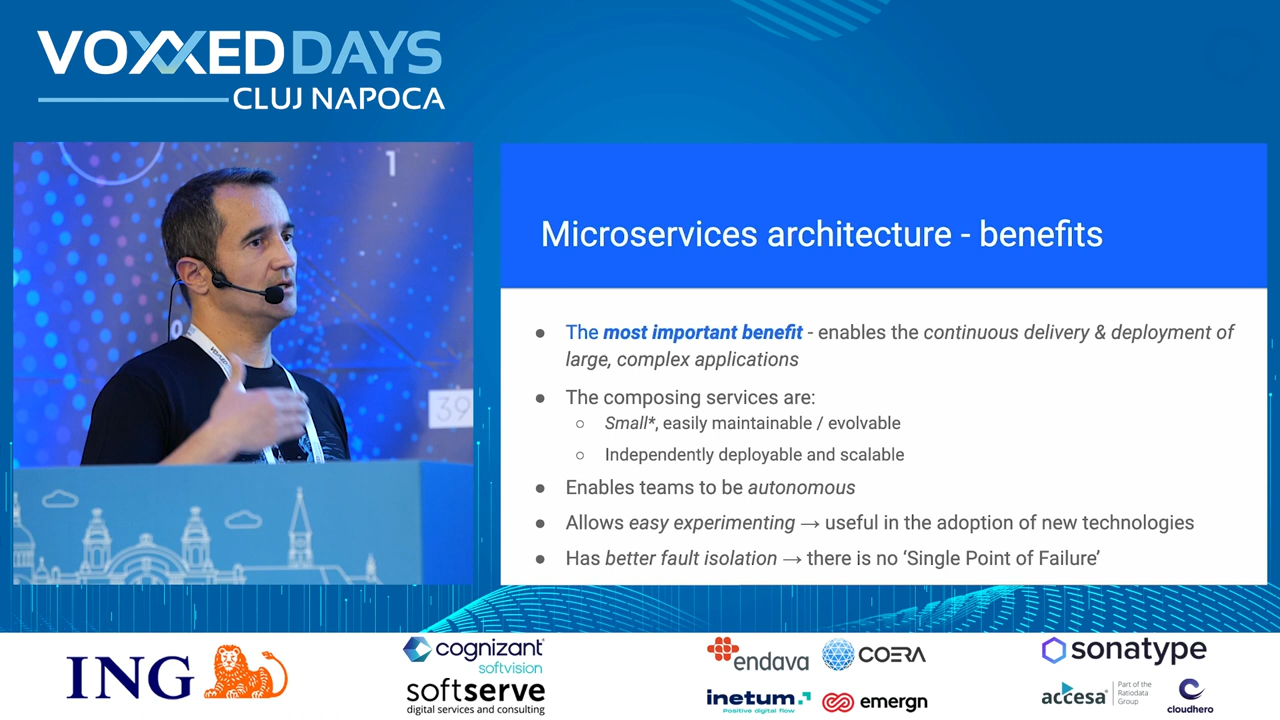 VOXXEDDAYS
CLUJ NAPOCA
1
0
39
Microservices architecture - benefits
● The most important benefit - enables the continuous delivery & deployment of
large, complex applications
● The composing services are:
○ Small*, easily maintainable / evolvable
○ Independently deployable and scalable
● Enables teams to be autonomous
● Allows easy experimenting → useful in the adoption of new technologies
● Has better fault isolation → there is no ‘Single Point of Failure’
ING
cognizant
softvision
softserve
digital services and consulting
endava
COERA
inetum.
Positive digital flow
emergn
sonatype
accesa
Part of the
Ratiodata
Group
cloudhero